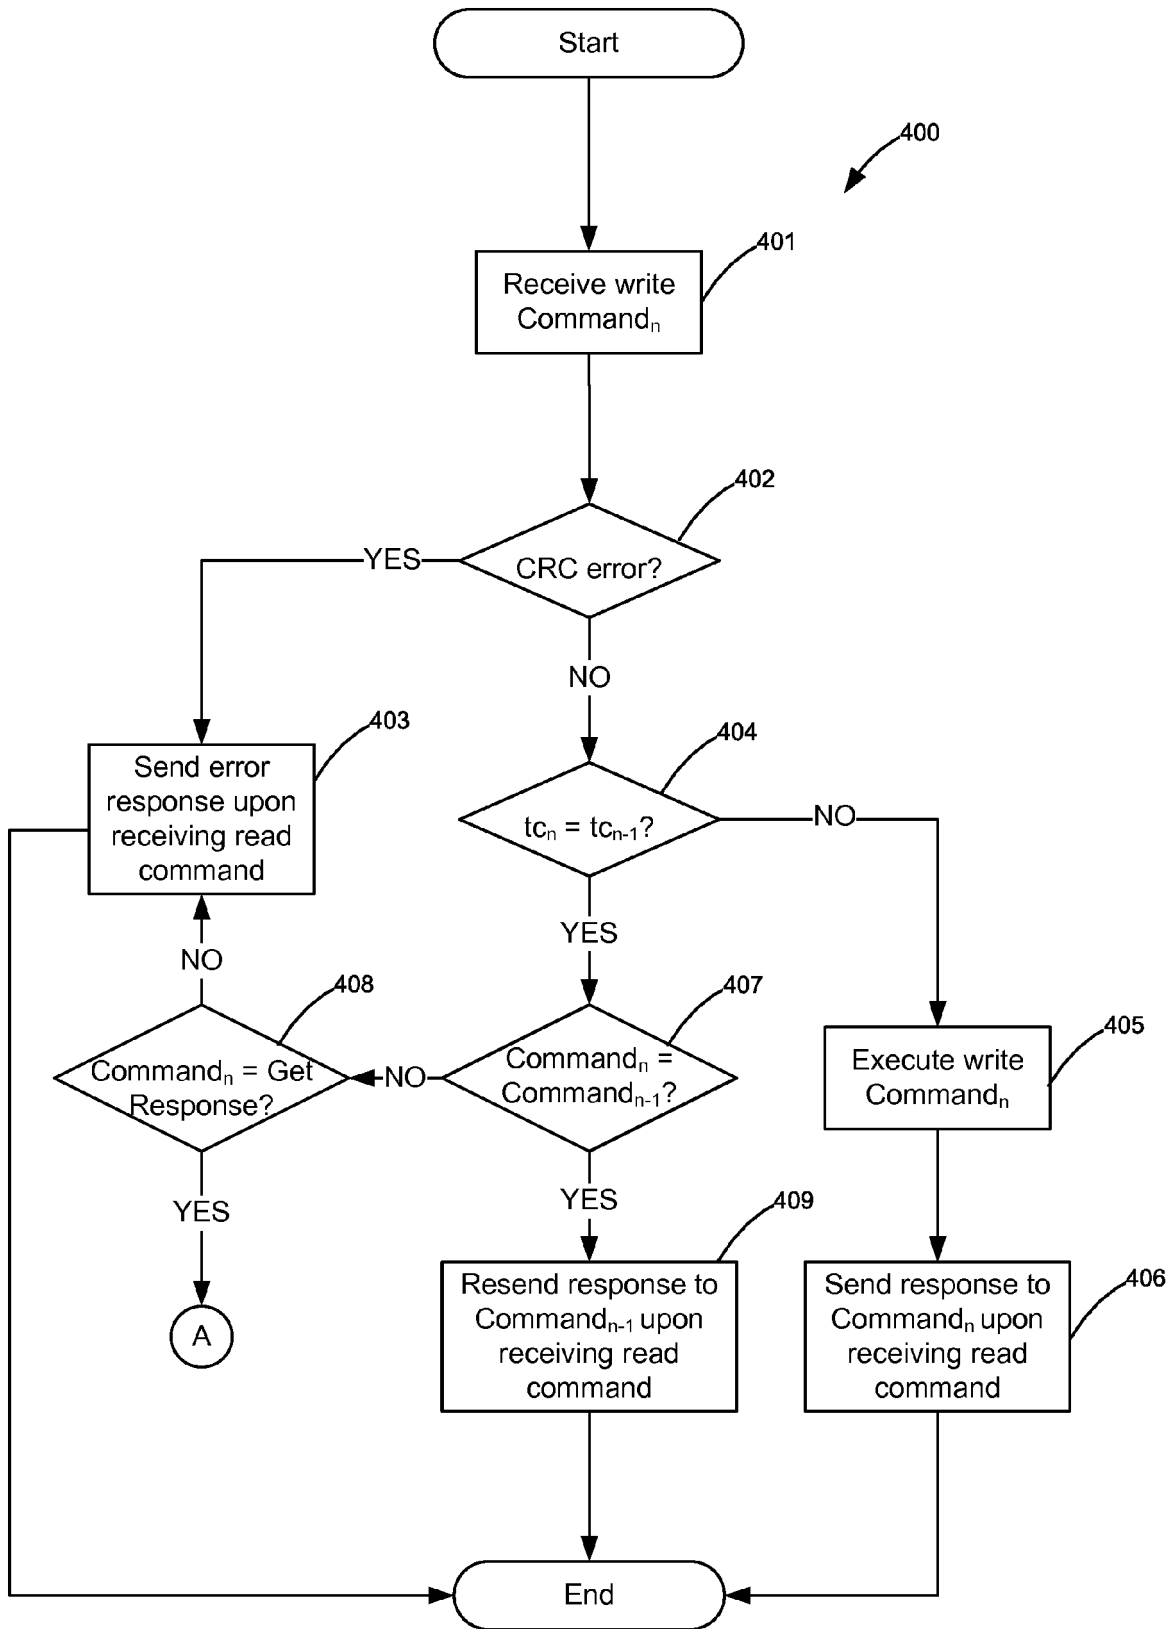 Start
400
401
Receive write
Commandₙ
402
CRC error?
YES
NO
403
Send error
response upon
receiving read
command
404
tcₙ = tcₙ₋₁?
NO
YES
NO
408
Commandₙ = Get
Response?
NO
407
Commandₙ =
Commandₙ₋₁?
405
Execute write
Commandₙ
YES
YES
A
409
Resend response to
Commandₙ₋₁ upon
receiving read
command
406
Send response to
Commandₙ upon
receiving read
command
End